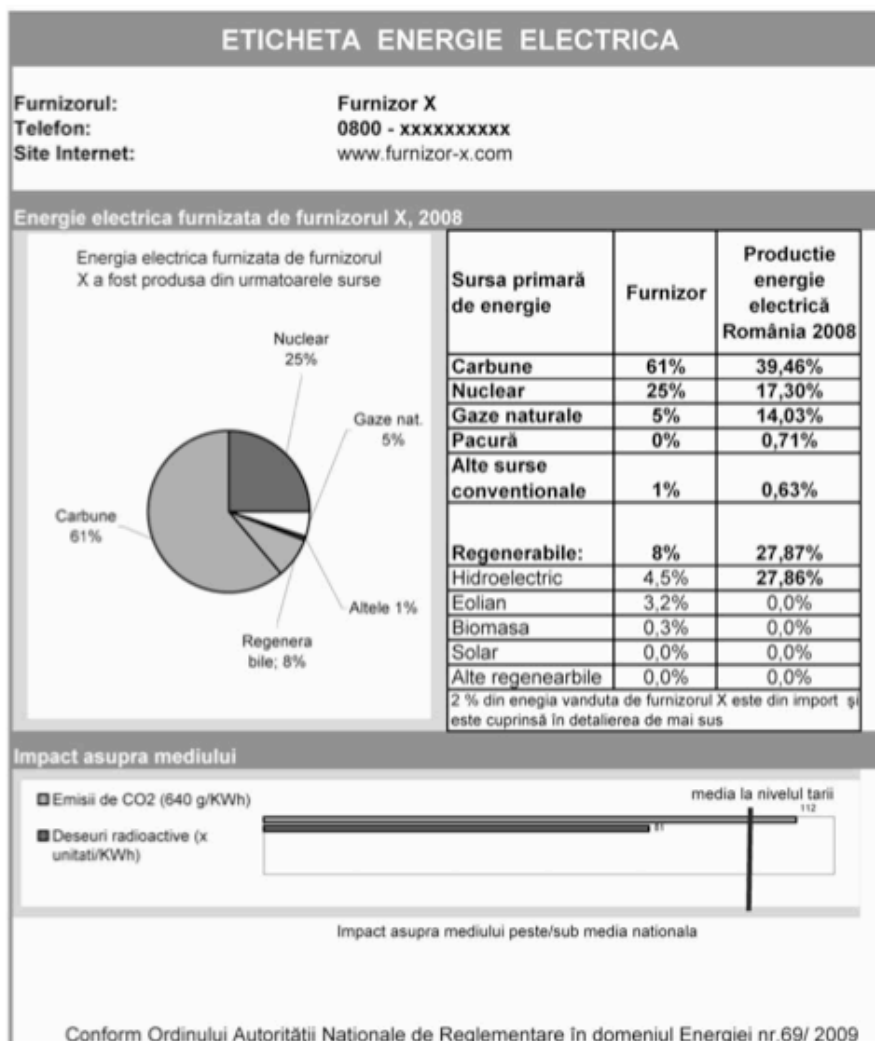 ETICHETA ENERGIE ELECTRICA
Furnizorul: Furnizor X
Telefon: 0800 - xxxxxxxxxx
Site Internet: www.furnizor-x.com
Energie electrica furnizata de furnizorul X, 2008
Energia electrica furnizata de furnizorul
X a fost produsa din urmatoarele surse
Nuclear
25%
Gaze nat.
5%
Carbune
61%
Altele 1%
Regenera
bile; 8%
Sursa primară
de energie
Furnizor
Productie
energie
electrică
România 2008
Carbune 61% 39,46%
Nuclear 25% 17,30%
Gaze naturale 5% 14,03%
Pacură 0% 0,71%
Alte surse
conventionale 1% 0,63%
Regenerabile: 8% 27,87%
Hidroelectric 4,5% 27,86%
Eolian 3,2% 0,0%
Biomasa 0,3% 0,0%
Solar 0,0% 0,0%
Alte regenearbile 0,0% 0,0%
2 % din enegia vanduta de furnizorul X este din import și
este cuprinsă în detalierea de mai sus
Impact asupra mediului
Emisii de CO2 (640 g/KWh)
Deseuri radioactive (x
unitati/KWh)
media la nivelul tarii
112
81
Impact asupra mediului peste/sub media nationala
Conform Ordinului Autorității Naționale de Reglementare în domeniul Energiei nr.69/ 2009